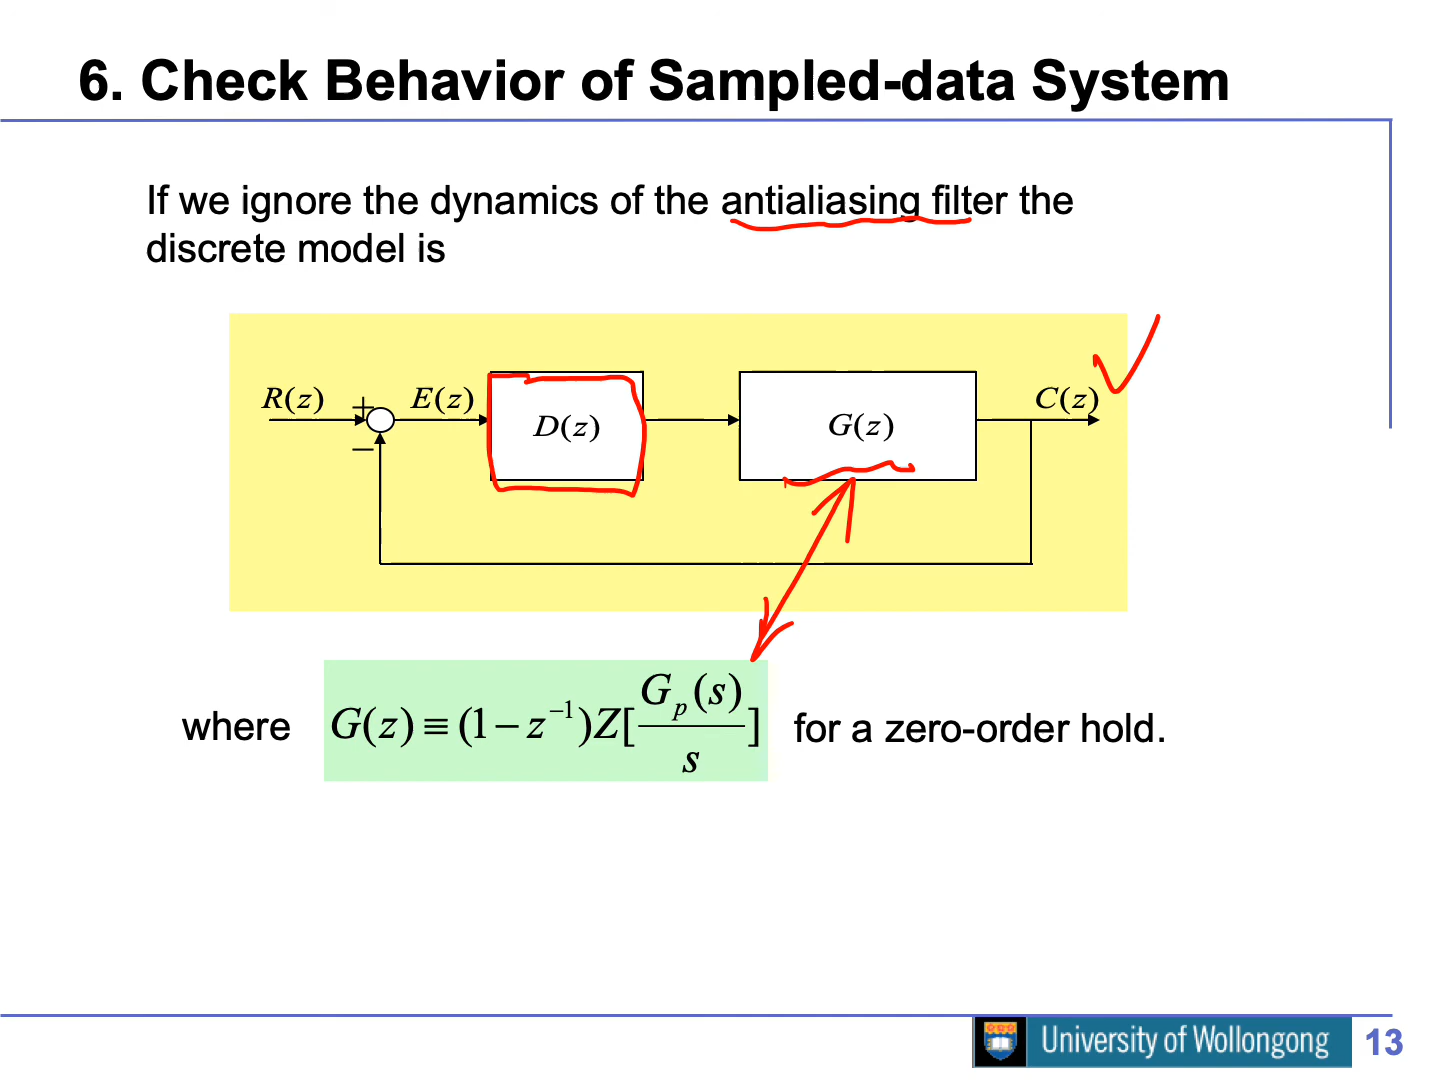 6. Check Behavior of Sampled-data System
If we ignore the dynamics of the antialiasing filter the
discrete model is
R(z) + − E(z) D(z) G(z) C(z)
where G(z) ≡ (1 − z⁻¹)Z[G_p(s)/s] for a zero-order hold.
University of Wollongong 13